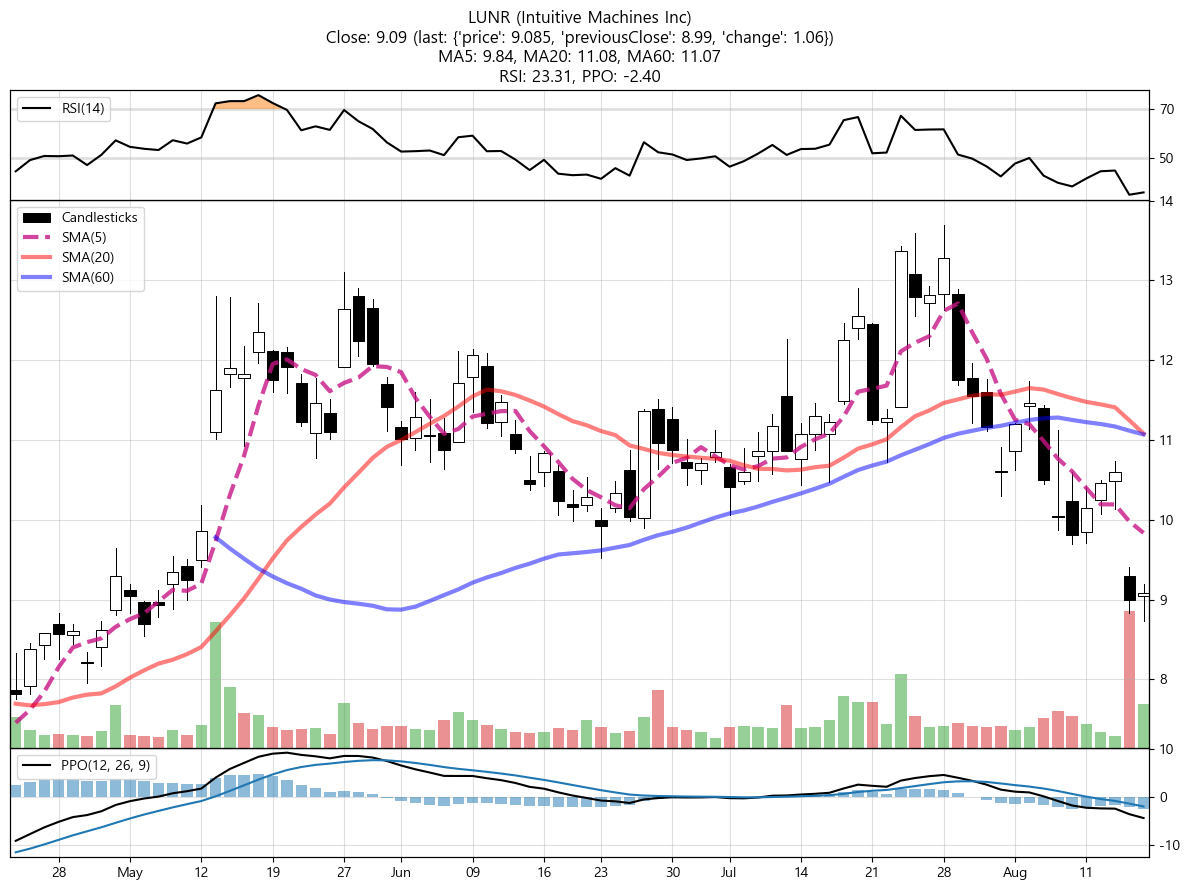 LUNR (Intuitive Machines Inc)
Close: 9.09 (last: {'price': 9.085, 'previousClose': 8.99, 'change': 1.06})
MA5: 9.84, MA20: 11.08, MA60: 11.07
RSI: 23.31, PPO: -2.40
RSI(14)
70
50
14
Candlesticks
SMA(5)
SMA(20)
SMA(60)
13
12
11
10
9
8
10
PPO(12, 26, 9)
0
-10
28 May 12 19 27 Jun 09 16 23 30 Jul 14 21 28 Aug 11